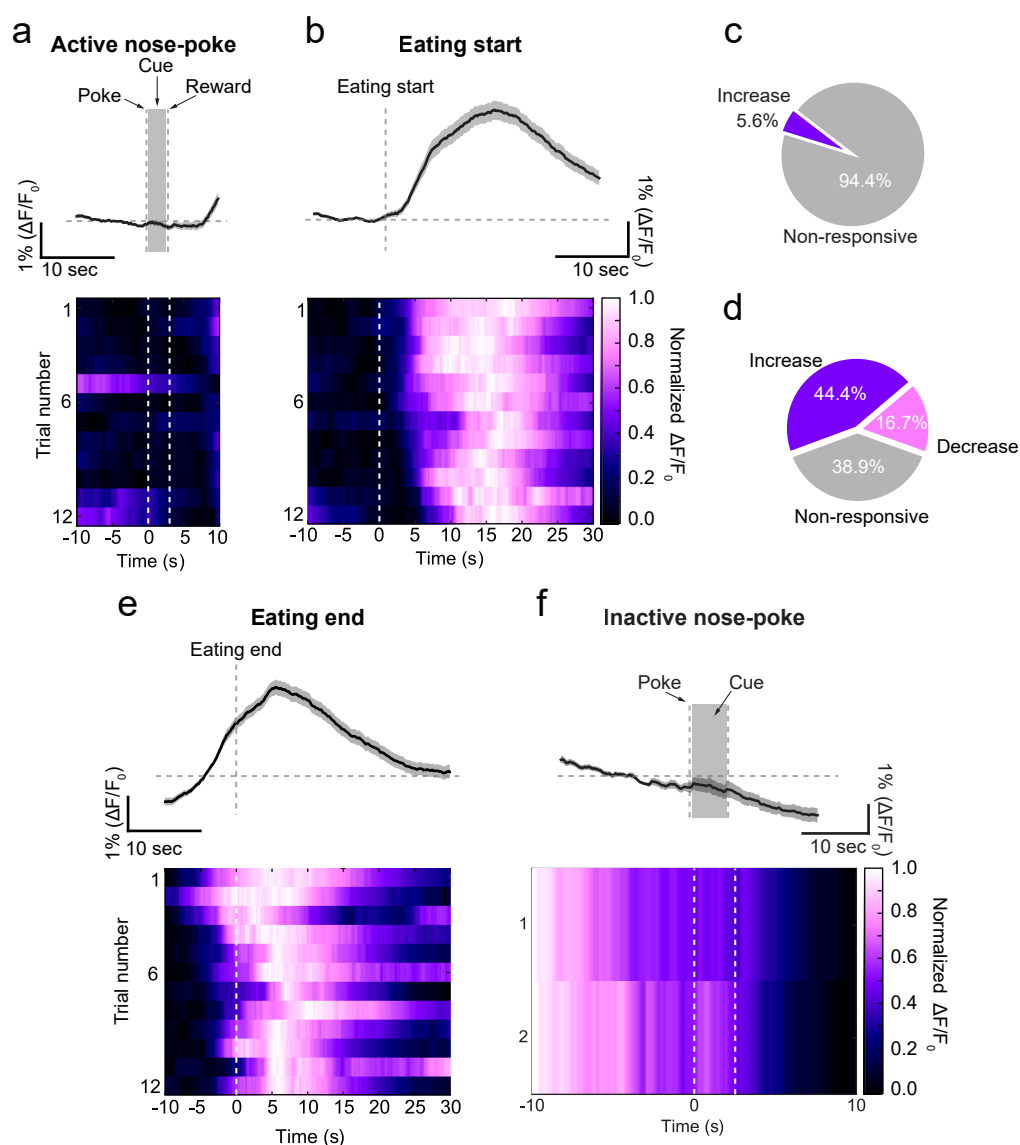 a
Active nose-poke
Cue
Poke
Reward
1% (ΔF/F0)
10 sec
1
6
12
Trial number
-10
-5
0
5
10
Time (s)
b
Eating start
Eating start
1% (ΔF/F0)
10 sec
1
6
12
-10
-5
0
5
10
15
20
25
30
Time (s)
1.0
0.8
0.6
0.4
0.2
0.0
Normalized ΔF/F0
c
Increase
5.6%
94.4%
Non-responsive
d
Increase
44.4%
16.7%
Decrease
38.9%
Non-responsive
e
Eating end
Eating end
1% (ΔF/F0)
10 sec
1
6
12
Trial number
-10
-5
0
5
10
15
20
25
30
Time (s)
f
Inactive nose-poke
Poke
Cue
1% (ΔF/F0)
10 sec
1
2
-10
0
10
Time (s)
1.0
0.8
0.6
0.4
0.2
0.0
Normalized ΔF/F0